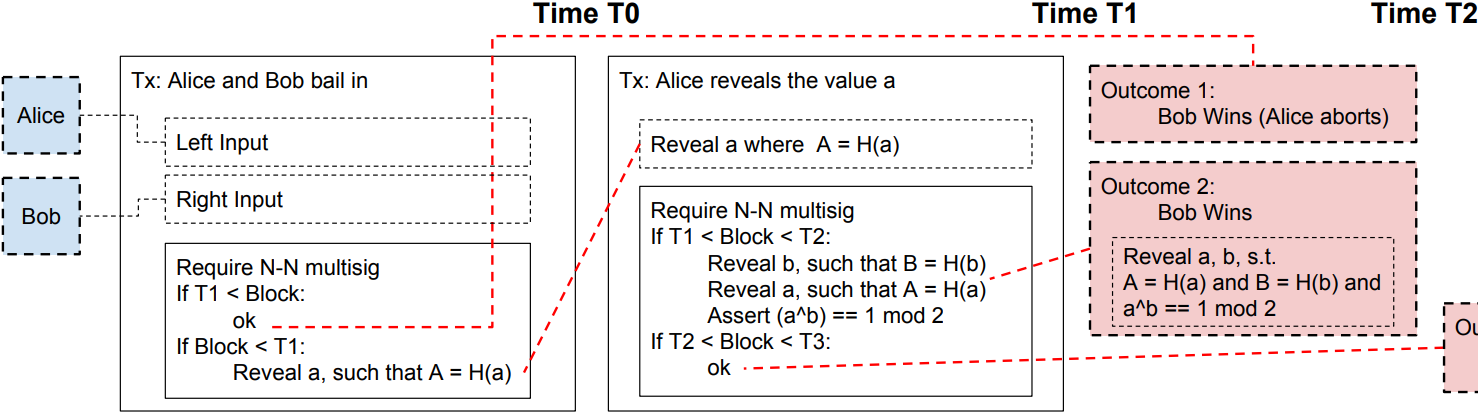 Time T0
Time T1
Time T2
Alice
Bob
Tx: Alice and Bob bail in
Left Input
Right Input
Require N-N multisig
If T1 < Block:
ok
If Block < T1:
Reveal a, such that A = H(a)
Tx: Alice reveals the value a
Reveal a where A = H(a)
Require N-N multisig
If T1 < Block < T2:
Reveal b, such that B = H(b)
Reveal a, such that A = H(a)
Assert (a^b) == 1 mod 2
If T2 < Block < T3:
ok
Outcome 1:
Bob Wins (Alice aborts)
Outcome 2:
Bob Wins
Reveal a, b, s.t.
A = H(a) and B = H(b) and
a^b == 1 mod 2